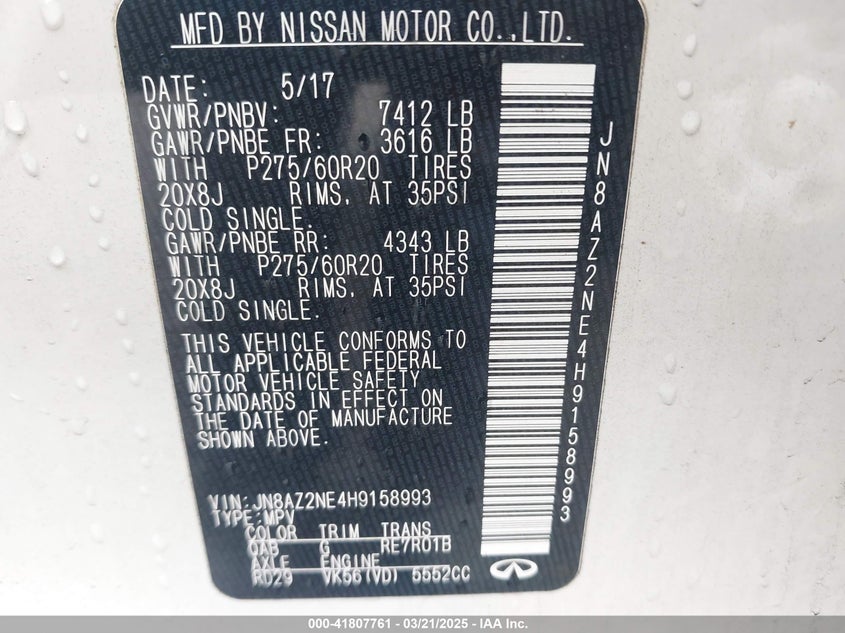 MFD BY NISSAN MOTOR CO.,LTD.
DATE: 5/17
GVWR/PNBV: 7412 LB
GAWR/PNBE FR: 3616 LB
WITH P275/60R20 TIRES
20X8J RIMS, AT 35PSI
COLD SINGLE.
GAWR/PNBE RR: 4343 LB
WITH P275/60R20 TIRES
20X8J RIMS, AT 35PSI
COLD SINGLE.
THIS VEHICLE CONFORMS TO
ALL APPLICABLE FEDERAL
MOTOR VEHICLE SAFETY
STANDARDS IN EFFECT ON
THE DATE OF MANUFACTURE
SHOWN ABOVE.
VIN:JN8AZ2NE4H9158993
TYPE:MPV
COLOR TRIM TRANS
QAB G RE7R01B
AXLE ENGINE
RD29 VK56(VD) 5552CC
JN8AZ2NE4H9158993
000-41807761 - 03/21/2025 - IAA Inc.